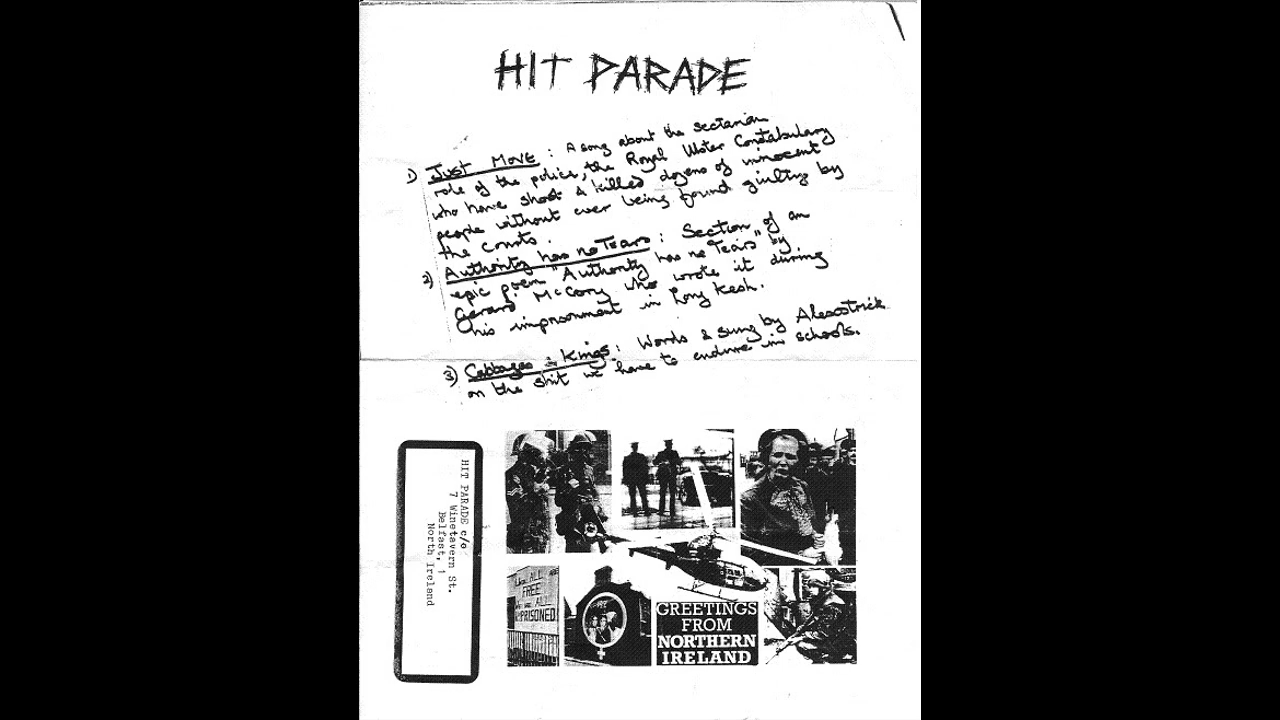 HIT PARADE
1) JUST MOVE : A song about the sectarian
role of the police, the Royal Ulster Constabulary
who have shoot & killed dozens of innocent
people without ever being found giulty by
the courts.
2) Authority has no Tears : Section of an
epic poem "Authority has no Tears" by
Gerard McCorry who wrote it during
his imprisonment in Long Kesh.
3) Cabbages & Kings : Words & sung by
on the shit we have to endure in schools.
HIT PARADE c/o
7 Winetavern St.
Belfast, 1
North Ireland
ALL
FREE
ALL
PRISONED
GREETINGS
FROM
NORTHERN
IRELAND